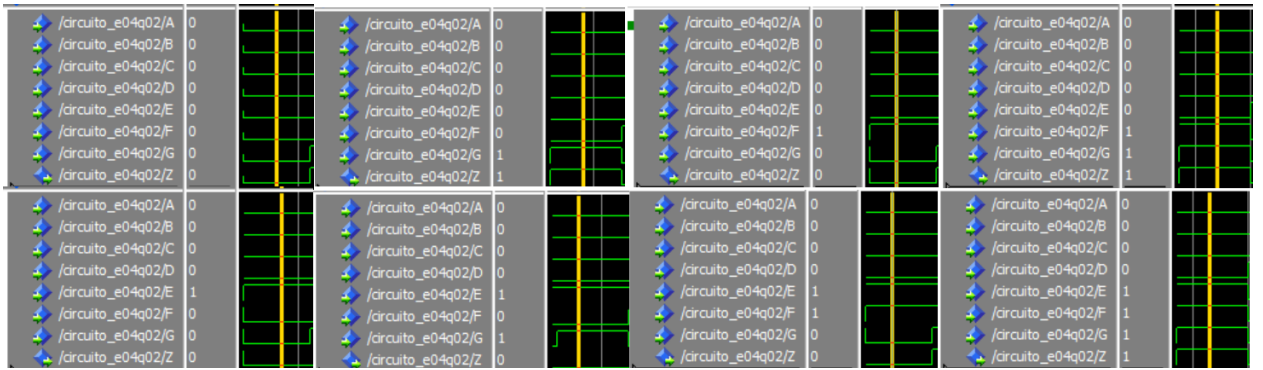 /circuito_e04q02/A 0
/circuito_e04q02/B 0
/circuito_e04q02/C 0
/circuito_e04q02/D 0
/circuito_e04q02/E 0
/circuito_e04q02/F 0
/circuito_e04q02/G 0
/circuito_e04q02/Z 0
/circuito_e04q02/A 0
/circuito_e04q02/B 0
/circuito_e04q02/C 0
/circuito_e04q02/D 0
/circuito_e04q02/E 0
/circuito_e04q02/F 0
/circuito_e04q02/G 1
/circuito_e04q02/Z 1
/circuito_e04q02/A 0
/circuito_e04q02/B 0
/circuito_e04q02/C 0
/circuito_e04q02/D 0
/circuito_e04q02/E 0
/circuito_e04q02/F 1
/circuito_e04q02/G 0
/circuito_e04q02/Z 0
/circuito_e04q02/A 0
/circuito_e04q02/B 0
/circuito_e04q02/C 0
/circuito_e04q02/D 0
/circuito_e04q02/E 0
/circuito_e04q02/F 1
/circuito_e04q02/G 1
/circuito_e04q02/Z 1
/circuito_e04q02/A 0
/circuito_e04q02/B 0
/circuito_e04q02/C 0
/circuito_e04q02/D 0
/circuito_e04q02/E 1
/circuito_e04q02/F 0
/circuito_e04q02/G 0
/circuito_e04q02/Z 0
/circuito_e04q02/A 0
/circuito_e04q02/B 0
/circuito_e04q02/C 0
/circuito_e04q02/D 0
/circuito_e04q02/E 1
/circuito_e04q02/F 0
/circuito_e04q02/G 1
/circuito_e04q02/Z 0
/circuito_e04q02/A 0
/circuito_e04q02/B 0
/circuito_e04q02/C 0
/circuito_e04q02/D 0
/circuito_e04q02/E 1
/circuito_e04q02/F 1
/circuito_e04q02/G 0
/circuito_e04q02/Z 0
/circuito_e04q02/A 0
/circuito_e04q02/B 0
/circuito_e04q02/C 0
/circuito_e04q02/D 0
/circuito_e04q02/E 1
/circuito_e04q02/F 1
/circuito_e04q02/G 1
/circuito_e04q02/Z 1